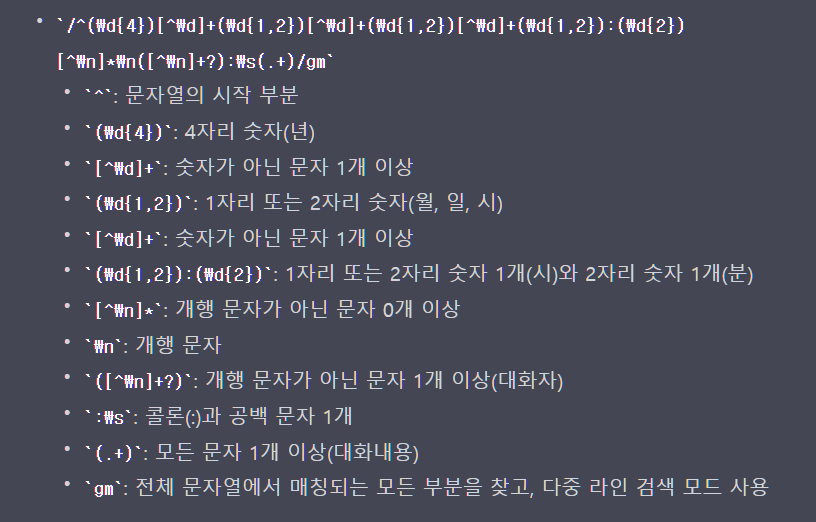 • `/^(₩d{4})[^₩d]+(₩d{1,2})[^₩d]+(₩d{1,2})[^₩d]+(₩d{1,2}):(₩d{2})
[^₩n]*₩n([^₩n]+?):₩s(.+)/gm`
• `^`: 문자열의 시작 부분
• `(₩d{4})`: 4자리 숫자(년)
• `[^₩d]+`: 숫자가 아닌 문자 1개 이상
• `(₩d{1,2})`: 1자리 또는 2자리 숫자(월, 일, 시)
• `[^₩d]+`: 숫자가 아닌 문자 1개 이상
• `(₩d{1,2}):(₩d{2})`: 1자리 또는 2자리 숫자 1개(시)와 2자리 숫자 1개(분)
• `[^₩n]*`: 개행 문자가 아닌 문자 0개 이상
• `₩n`: 개행 문자
• `([^₩n]+?)`: 개행 문자가 아닌 문자 1개 이상(대화자)
• `:₩s`: 콜론(:)과 공백 문자 1개
• `(.+)`: 모든 문자 1개 이상(대화내용)
• `gm`: 전체 문자열에서 매칭되는 모든 부분을 찾고, 다중 라인 검색 모드 사용